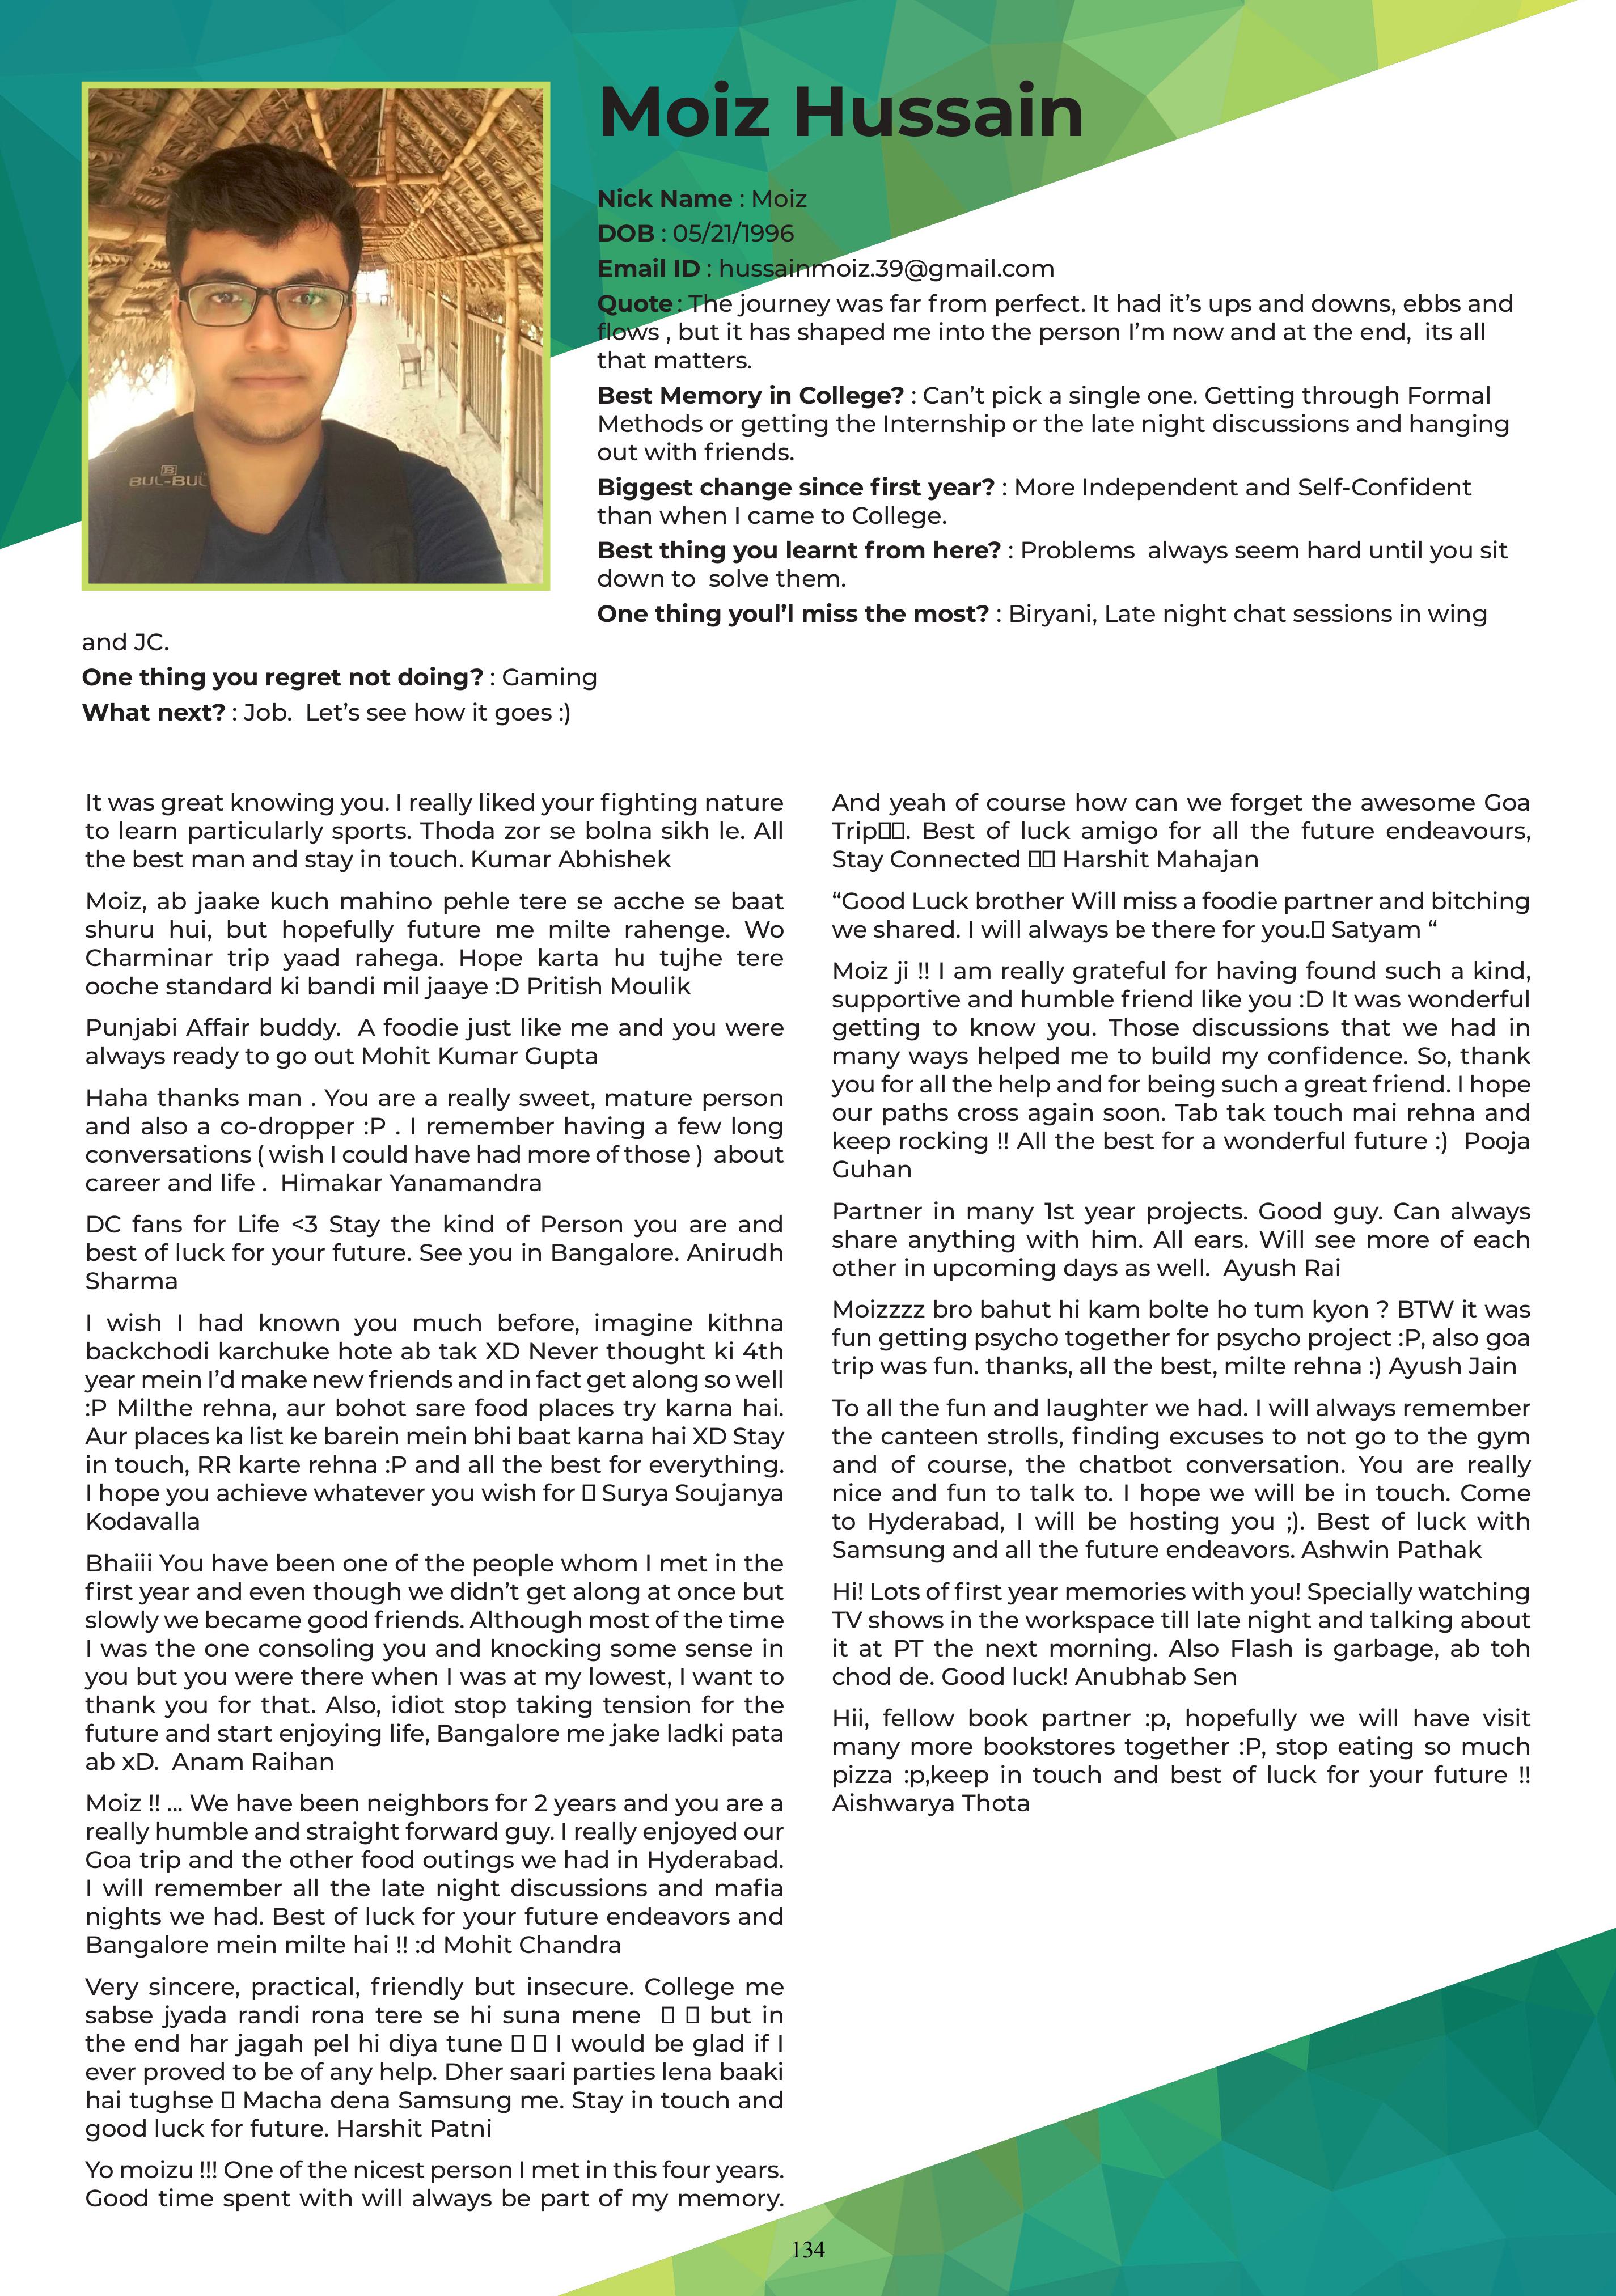 Moiz Hussain
Nick Name : Moiz
DOB : 05/21/1996
Email ID : hussainmoiz.39@gmail.com
Quote : The journey was far from perfect. It had it’s ups and downs, ebbs and
flows , but it has shaped me into the person I’m now and at the end,  its all
that matters.
Best Memory in College? : Can’t pick a single one. Getting through Formal
Methods or getting the Internship or the late night discussions and hanging
out with friends.
Biggest change since first year? : More Independent and Self-Confident
than when I came to College.
Best thing you learnt from here? : Problems  always seem hard until you sit
down to  solve them.
One thing youl’l miss the most? : Biryani, Late night chat sessions in wing
and JC.
One thing you regret not doing? : Gaming
What next? : Job.  Let’s see how it goes :)
BUL-BUL
It was great knowing you. I really liked your fighting nature
to learn particularly sports. Thoda zor se bolna sikh le. All
the best man and stay in touch. Kumar Abhishek
Moiz, ab jaake kuch mahino pehle tere se acche se baat
shuru hui, but hopefully future me milte rahenge. Wo
Charminar trip yaad rahega. Hope karta hu tujhe tere
ooche standard ki bandi mil jaaye :D Pritish Moulik
Punjabi Affair buddy.  A foodie just like me and you were
always ready to go out Mohit Kumar Gupta
Haha thanks man . You are a really sweet, mature person
and also a co-dropper :P . I remember having a few long
conversations ( wish I could have had more of those )  about
career and life .  Himakar Yanamandra
DC fans for Life <3 Stay the kind of Person you are and
best of luck for your future. See you in Bangalore. Anirudh
Sharma
I wish I had known you much before, imagine kithna
backchodi karchuke hote ab tak XD Never thought ki 4th
year mein I’d make new friends and in fact get along so well
:P Milthe rehna, aur bohot sare food places try karna hai.
Aur places ka list ke barein mein bhi baat karna hai XD Stay
in touch, RR karte rehna :P and all the best for everything.
I hope you achieve whatever you wish for □ Surya Soujanya
Kodavalla
Bhaiii You have been one of the people whom I met in the
first year and even though we didn’t get along at once but
slowly we became good friends. Although most of the time
I was the one consoling you and knocking some sense in
you but you were there when I was at my lowest, I want to
thank you for that. Also, idiot stop taking tension for the
future and start enjoying life, Bangalore me jake ladki pata
ab xD.  Anam Raihan
Moiz !! ... We have been neighbors for 2 years and you are a
really humble and straight forward guy. I really enjoyed our
Goa trip and the other food outings we had in Hyderabad.
I will remember all the late night discussions and mafia
nights we had. Best of luck for your future endeavors and
Bangalore mein milte hai !! :d Mohit Chandra
Very sincere, practical, friendly but insecure. College me
sabse jyada randi rona tere se hi suna mene  □ □ but in
the end har jagah pel hi diya tune □ □ I would be glad if I
ever proved to be of any help. Dher saari parties lena baaki
hai tughse □ Macha dena Samsung me. Stay in touch and
good luck for future. Harshit Patni
Yo moizu !!! One of the nicest person I met in this four years.
Good time spent with will always be part of my memory.
And yeah of course how can we forget the awesome Goa
Trip□□. Best of luck amigo for all the future endeavours,
Stay Connected □□ Harshit Mahajan
“Good Luck brother Will miss a foodie partner and bitching
we shared. I will always be there for you.□ Satyam “
Moiz ji !! I am really grateful for having found such a kind,
supportive and humble friend like you :D It was wonderful
getting to know you. Those discussions that we had in
many ways helped me to build my confidence. So, thank
you for all the help and for being such a great friend. I hope
our paths cross again soon. Tab tak touch mai rehna and
keep rocking !! All the best for a wonderful future :)  Pooja
Guhan
Partner in many 1st year projects. Good guy. Can always
share anything with him. All ears. Will see more of each
other in upcoming days as well.  Ayush Rai
Moizzzz bro bahut hi kam bolte ho tum kyon ? BTW it was
fun getting psycho together for psycho project :P, also goa
trip was fun. thanks, all the best, milte rehna :) Ayush Jain
To all the fun and laughter we had. I will always remember
the canteen strolls, finding excuses to not go to the gym
and of course, the chatbot conversation. You are really
nice and fun to talk to. I hope we will be in touch. Come
to Hyderabad, I will be hosting you ;). Best of luck with
Samsung and all the future endeavors. Ashwin Pathak
Hi! Lots of first year memories with you! Specially watching
TV shows in the workspace till late night and talking about
it at PT the next morning. Also Flash is garbage, ab toh
chod de. Good luck! Anubhab Sen
Hii, fellow book partner :p, hopefully we will have visit
many more bookstores together :P, stop eating so much
pizza :p,keep in touch and best of luck for your future !!
Aishwarya Thota
134